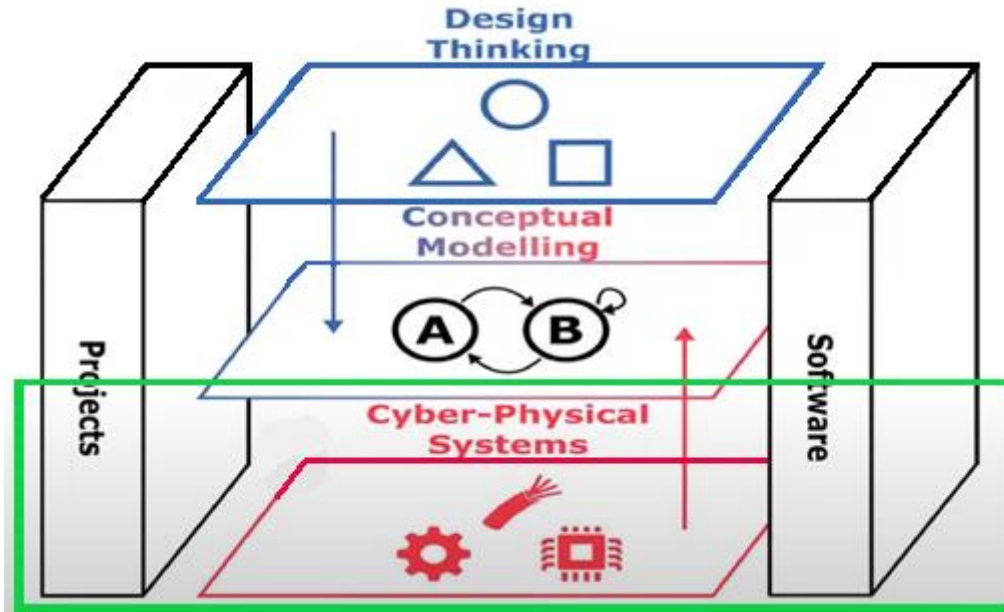 Design
Thinking
Conceptual
Modelling
A
B
Projects
Software
Cyber-Physical
Systems